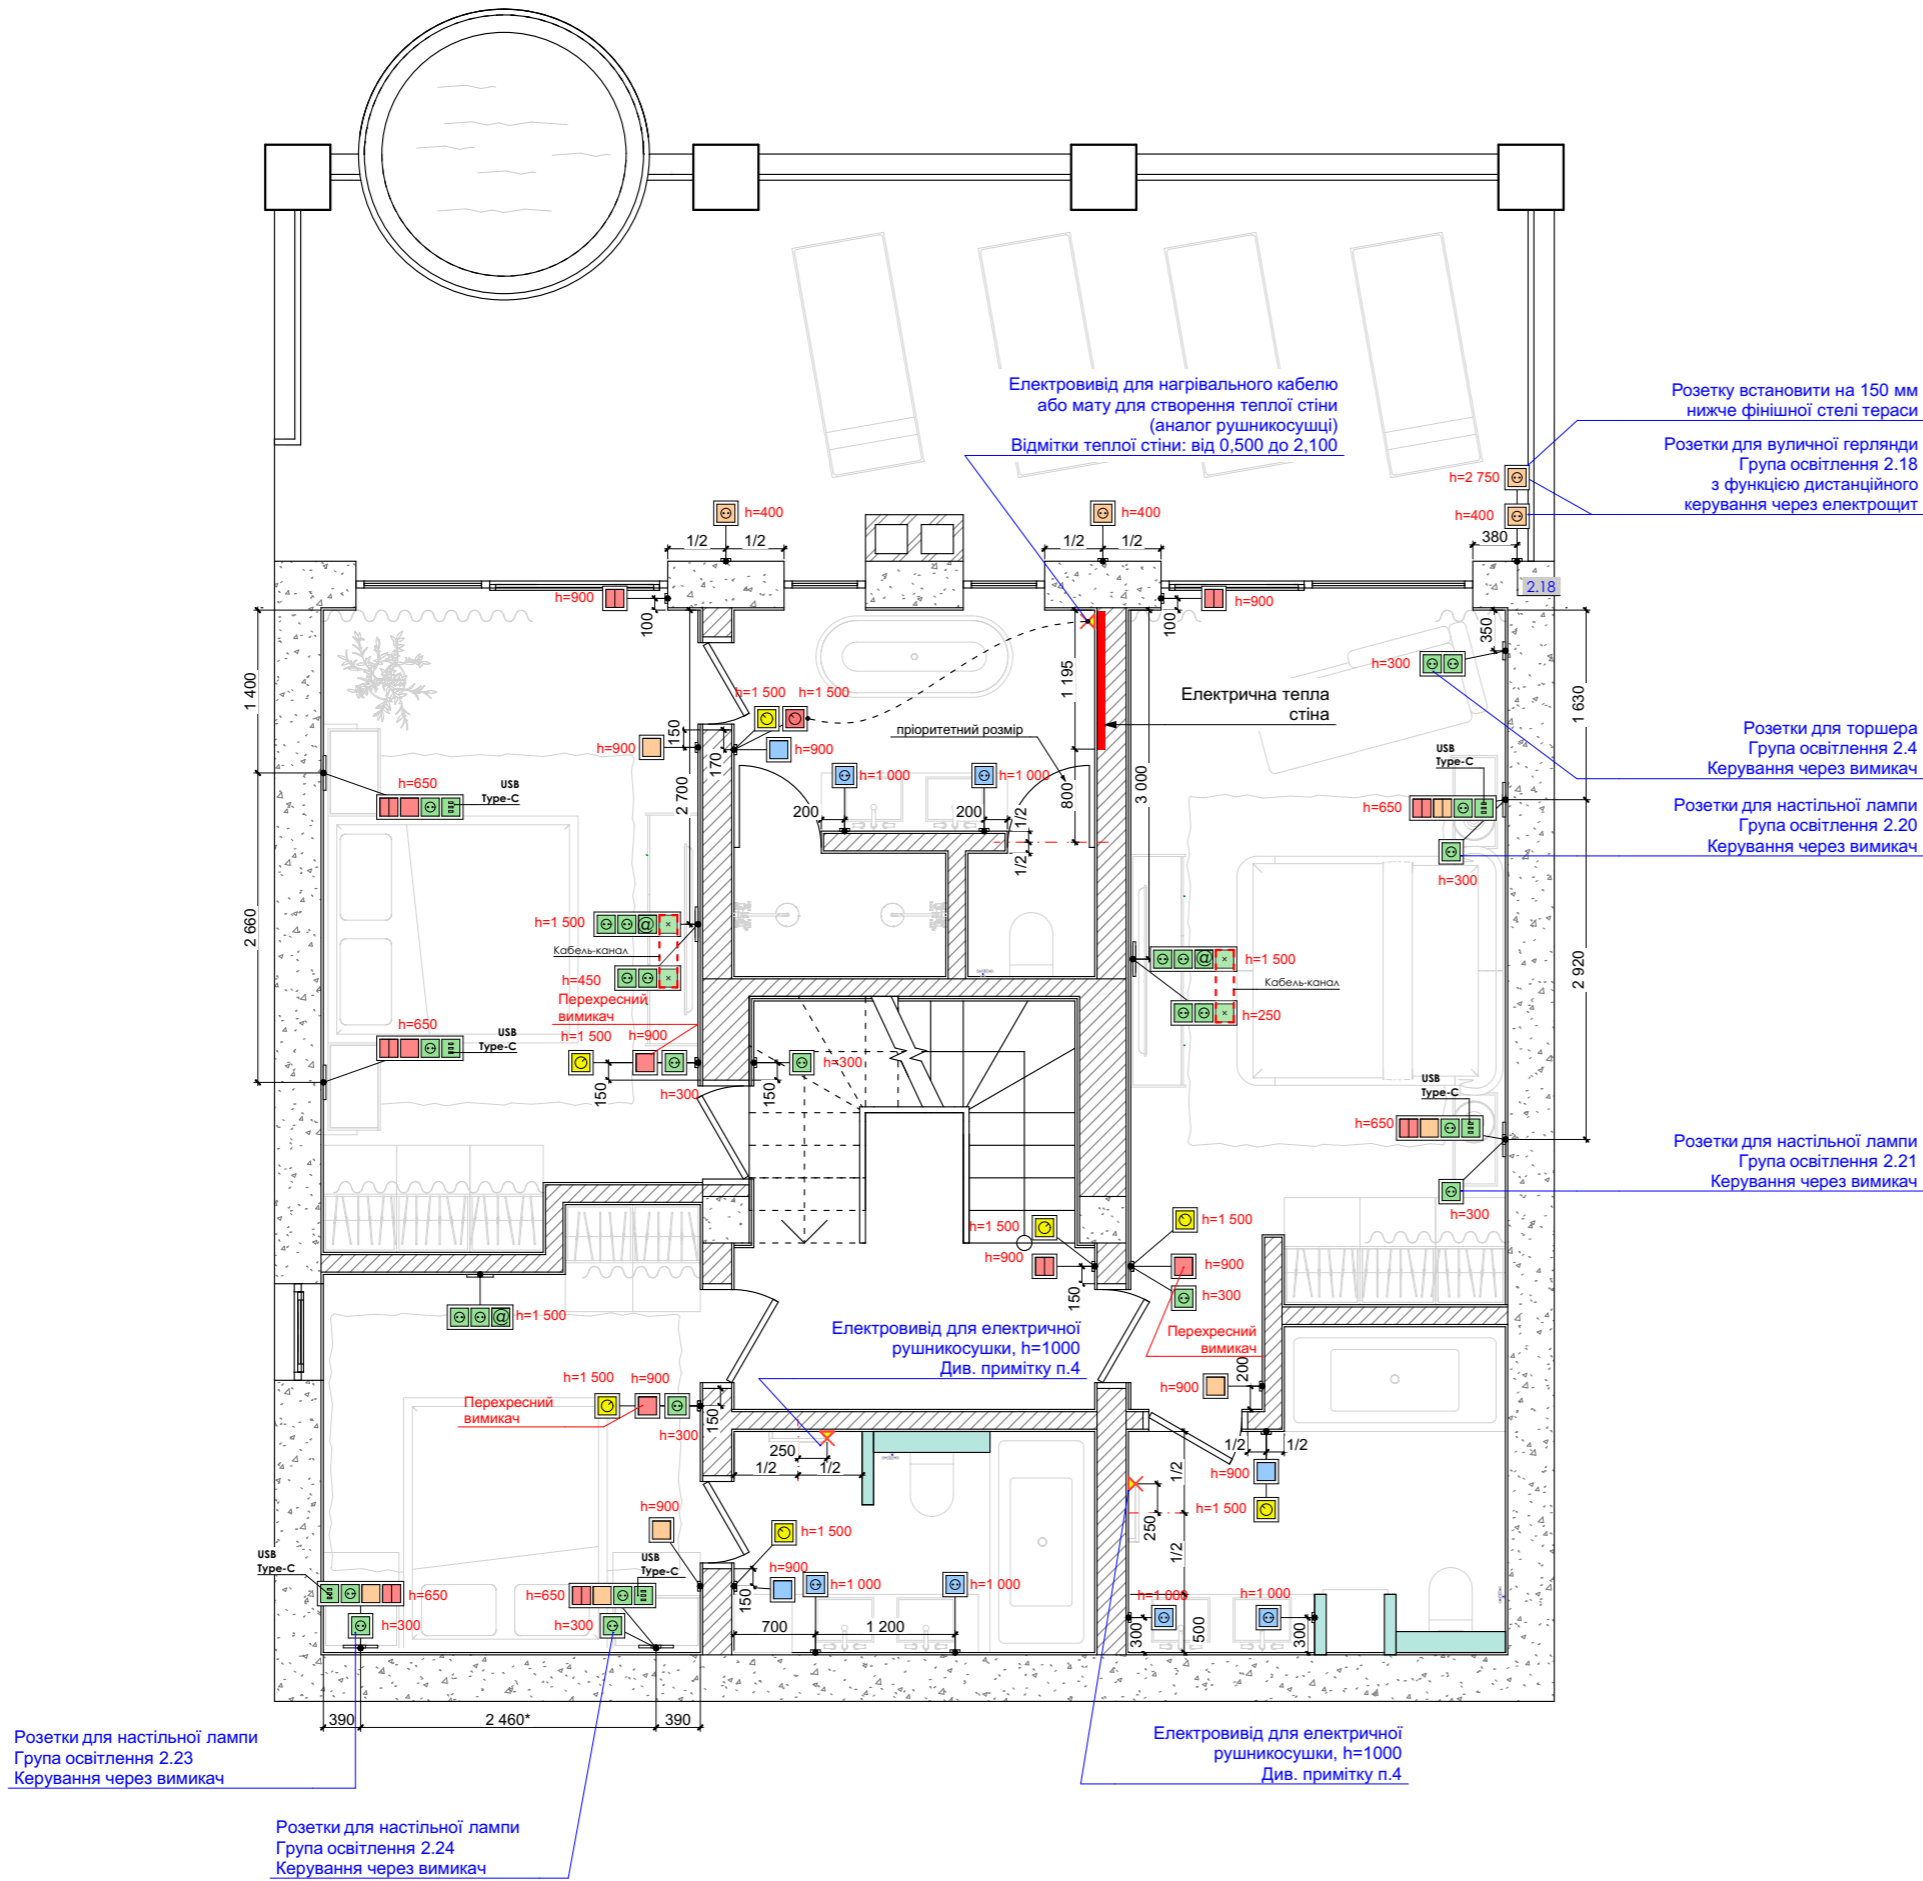 Електровивід для нагрівального кабелю
або мату для створення теплої стіни
(аналог рушникосушці)
Відмітки теплої стіни: від 0,500 до 2,100
Розетку встановити на 150 мм
нижче фінішної стелі тераси
Розетки для вуличної герлянди
Група освітлення 2.18
з функцією дистанційного
керування через електрощит
h=2 750
h=400
h=400
h=400
1/2
1/2
1/2
1/2
380
2.18
h=900
100
h=900
100
350
1 400
1 195
1 630
h=300
h=1 500
h=1 500
150
h=900
170
h=900
Електрична тепла
стіна
пріоритетний розмір
Розетки для торшера
Група освітлення 2.4
Керування через вимикач
USB
Type-C
h=650
h=650
USB
Type-C
2 700
h=1 000
h=1 000
200
200
800
1/2
1/2
3 000
Розетки для настільної лампи
Група освітлення 2.20
Керування через вимикач
h=300
2 660
h=1 500
Кабель-канал
h=450
h=1 500
Кабель-канал
h=250
2 920
Перехресний
вимикач
h=650
USB
Type-C
h=1 500
h=900
h=300
150
150
h=300
USB
Type-C
h=650
Розетки для настільної лампи
Група освітлення 2.21
Керування через вимикач
h=300
h=1 500
h=900
150
h=1 500
h=900
h=300
Перехресний
вимикач
h=1 500
Електровивід для електричної
рушникосушки, h=1000
Див. примітку п.4
h=1 500
h=900
Перехресний
вимикач
h=300
150
h=900
200
250
1/2
1/2
1/2
1/2
h=900
h=1 500
1/2
250
1/2
h=900
h=1 500
h=900
150
USB
Type-C
h=650
h=300
USB
Type-C
h=650
h=300
h=1 000
h=1 000
700
1 200
h=1 000
h=1 000
300
500
300
390
2 460*
390
Розетки для настільної лампи
Група освітлення 2.23
Керування через вимикач
Електровивід для електричної
рушникосушки, h=1000
Див. примітку п.4
Розетки для настільної лампи
Група освітлення 2.24
Керування через вимикач